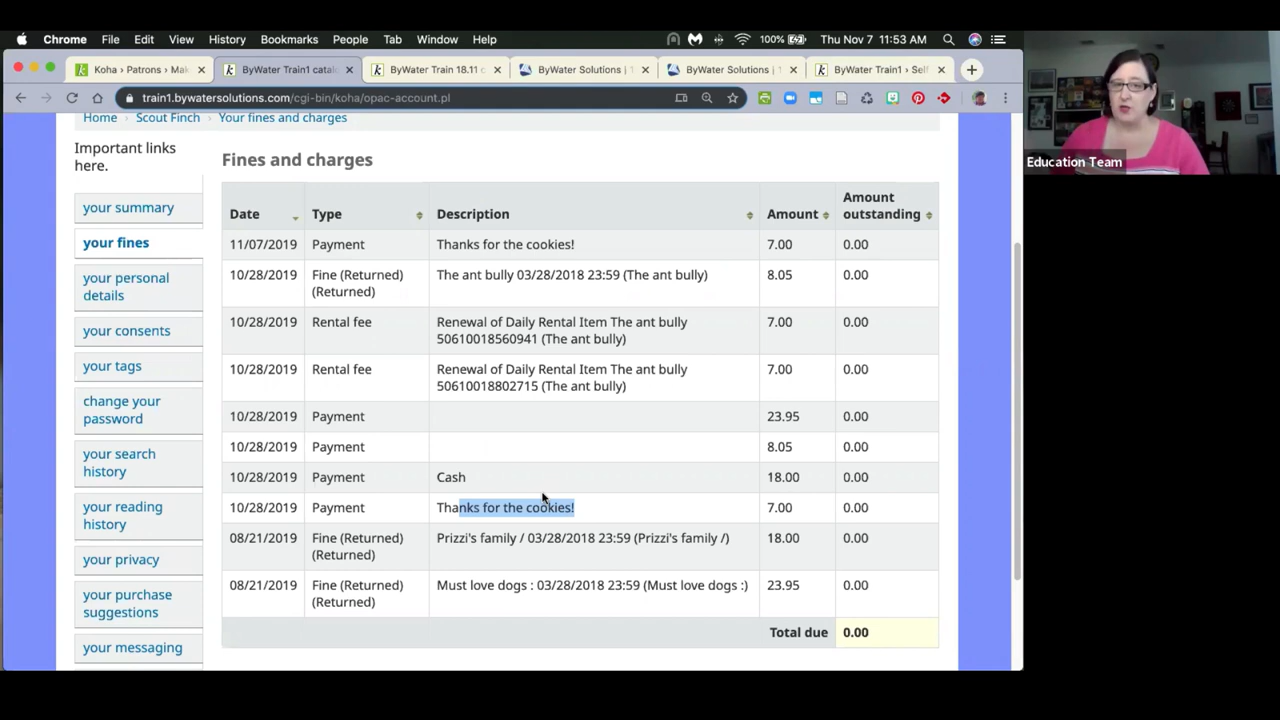 Chrome File Edit View History Bookmarks People Tab Window Help 100% Thu Nov 7 11:53 AM
Koha › Patrons › Mak
ByWater Train1 catal
ByWater Train 18.11 c
ByWater Solutions | 1
ByWater Solutions | 1
ByWater Train1 › Self
train1.bywatersolutions.com/cgi-bin/koha/opac-account.pl
Education Team
Home › Scout Finch › Your fines and charges
Important links
here.
your summary
your fines
your personal
details
your consents
your tags
change your
password
your search
history
your reading
history
your privacy
your purchase
suggestions
your messaging
Fines and charges
Date Type Description Amount Amount
outstanding
11/07/2019 Payment Thanks for the cookies! 7.00 0.00
10/28/2019 Fine (Returned) The ant bully 03/28/2018 23:59 (The ant bully) 8.05 0.00
(Returned)
10/28/2019 Rental fee Renewal of Daily Rental Item The ant bully 7.00 0.00
50610018560941 (The ant bully)
10/28/2019 Rental fee Renewal of Daily Rental Item The ant bully 7.00 0.00
50610018802715 (The ant bully)
10/28/2019 Payment 23.95 0.00
10/28/2019 Payment 8.05 0.00
10/28/2019 Payment Cash 18.00 0.00
10/28/2019 Payment Thanks for the cookies! 7.00 0.00
08/21/2019 Fine (Returned) Prizzi's family / 03/28/2018 23:59 (Prizzi's family /) 18.00 0.00
(Returned)
08/21/2019 Fine (Returned) Must love dogs : 03/28/2018 23:59 (Must love dogs :) 23.95 0.00
(Returned)
Total due 0.00